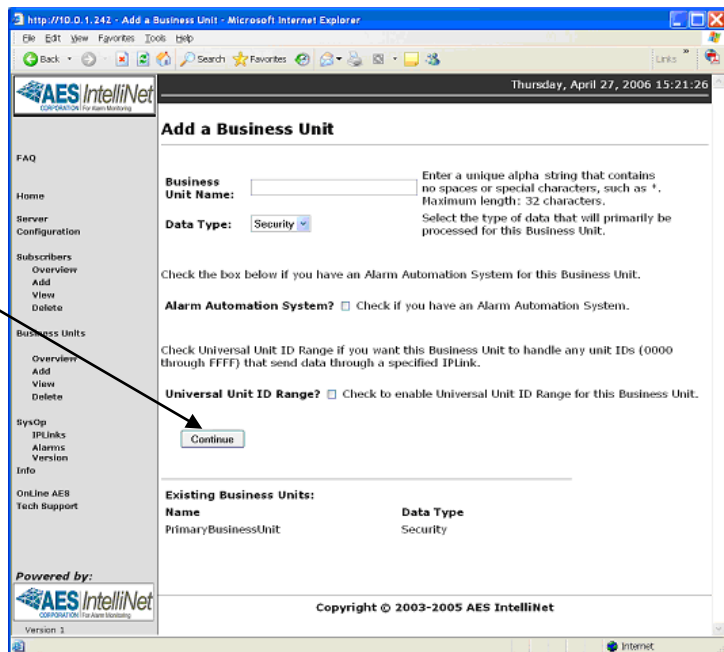 http://10.0.1.242 - Add a Business Unit - Microsoft Internet Explorer
File Edit View Favorites Tools Help
Back Search Favorites Links »
AES IntelliNet
CORPORATION For Alarm Monitoring
Thursday, April 27, 2006 15:21:26
Add a Business Unit
FAQ
Home
Server
Configuration
Subscribers
Overview
Add
View
Delete
Business Units
Overview
Add
View
Delete
SysOp
IPLinks
Alarms
Version
Info
OnLine AES
Tech Support
Powered by:
AES IntelliNet
CORPORATION For Alarm Monitoring
Version 1
Business
Unit Name:
Enter a unique alpha string that contains
no spaces or special characters, such as *.
Maximum length: 32 characters.
Data Type: Security
Select the type of data that will primarily be
processed for this Business Unit.
Check the box below if you have an Alarm Automation System for this Business Unit.
Alarm Automation System? Check if you have an Alarm Automation System.
Check Universal Unit ID Range if you want this Business Unit to handle any unit IDs (0000
through FFFF) that send data through a specified IPLink.
Universal Unit ID Range? Check to enable Universal Unit ID Range for this Business Unit.
Continue
Existing Business Units:
Name Data Type
PrimaryBusinessUnit Security
Copyright © 2003-2005 AES IntelliNet
Internet